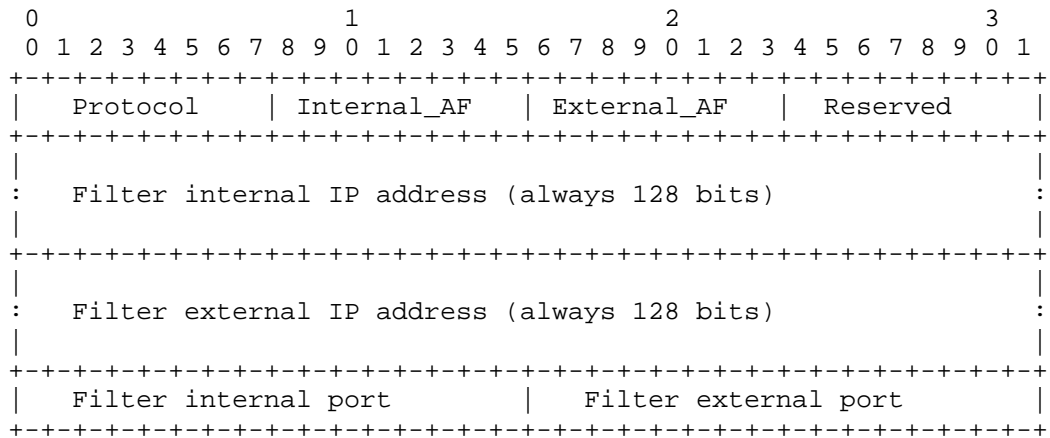 0                   1                   2                   3
 0 1 2 3 4 5 6 7 8 9 0 1 2 3 4 5 6 7 8 9 0 1 2 3 4 5 6 7 8 9 0 1
+-+-+-+-+-+-+-+-+-+-+-+-+-+-+-+-+-+-+-+-+-+-+-+-+-+-+-+-+-+-+-+-+
|   Protocol    | Internal_AF   | External_AF   |  Reserved     |
+-+-+-+-+-+-+-+-+-+-+-+-+-+-+-+-+-+-+-+-+-+-+-+-+-+-+-+-+-+-+-+-+
|                                                               |
:   Filter internal IP address (always 128 bits)                :
|                                                               |
+-+-+-+-+-+-+-+-+-+-+-+-+-+-+-+-+-+-+-+-+-+-+-+-+-+-+-+-+-+-+-+-+
|                                                               |
:   Filter external IP address (always 128 bits)                :
|                                                               |
+-+-+-+-+-+-+-+-+-+-+-+-+-+-+-+-+-+-+-+-+-+-+-+-+-+-+-+-+-+-+-+-+
|   Filter internal port        |   Filter external port        |
+-+-+-+-+-+-+-+-+-+-+-+-+-+-+-+-+-+-+-+-+-+-+-+-+-+-+-+-+-+-+-+-+